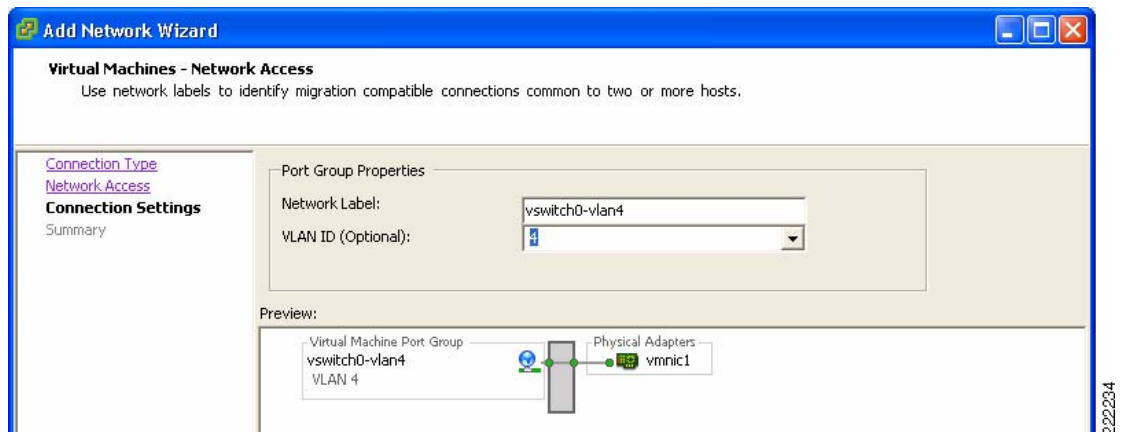 Add Network Wizard
Virtual Machines - Network Access
Use network labels to identify migration compatible connections common to two or more hosts.
Connection Type
Network Access
Connection Settings
Summary
Port Group Properties
Network Label:
vswitch0-vlan4
VLAN ID (Optional):
4
Preview:
Virtual Machine Port Group
vswitch0-vlan4
VLAN 4
Physical Adapters
vmnic1
222234